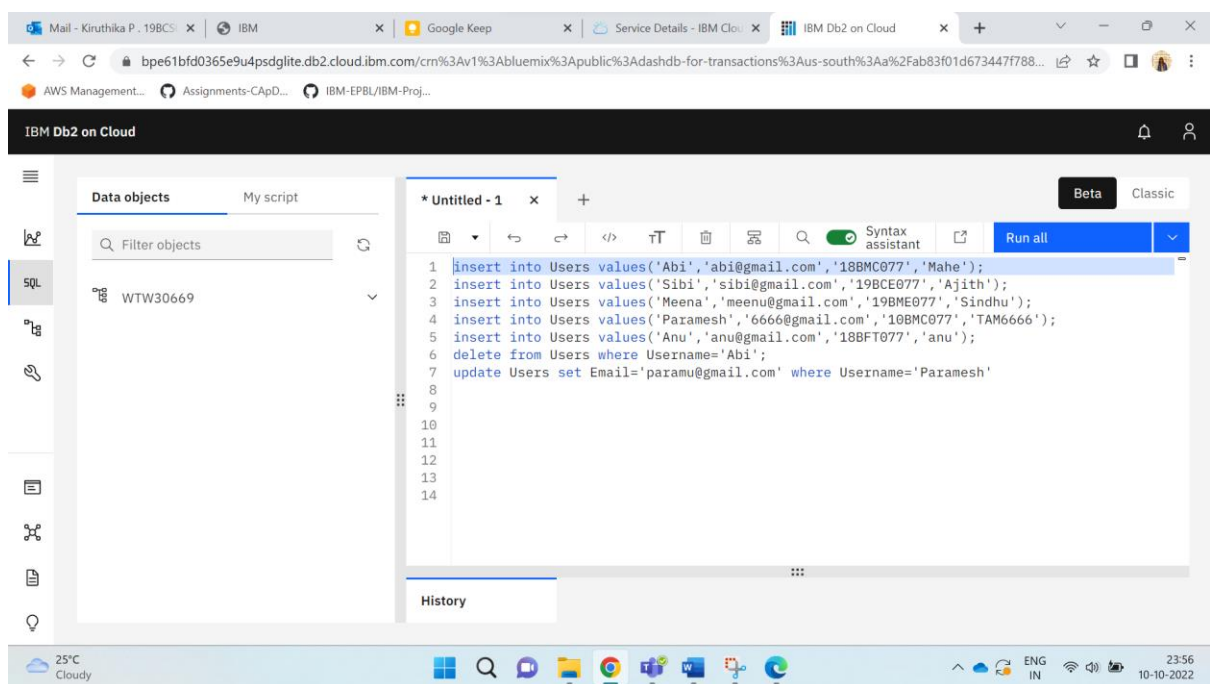 Mail - Kiruthika P . 19BCS
IBM
Google Keep
Service Details - IBM Clou
IBM Db2 on Cloud
bpe61bfd0365e9u4psdglite.db2.cloud.ibm.com/crn%3Av1%3Abluemix%3Apublic%3Adashdb-for-transactions%3Aus-south%3Aa%2Fab83f01d673447f788...
AWS Management...
Assignments-CApD...
IBM-EPBL/IBM-Proj...
IBM Db2 on Cloud
Data objects
My script
* Untitled - 1
Beta
Classic
Filter objects
Syntax assistant
Run all
SQL
WTW30669
1 insert into Users values('Abi','abi@gmail.com','18BMC077','Mahe');
2 insert into Users values('Sibi','sibi@gmail.com','19BCE077','Ajith');
3 insert into Users values('Meena','meenu@gmail.com','19BME077','Sindhu');
4 insert into Users values('Paramesh','6666@gmail.com','10BMC077','TAM6666');
5 insert into Users values('Anu','anu@gmail.com','18BFT077','anu');
6 delete from Users where Username='Abi';
7 update Users set Email='paramu@gmail.com' where Username='Paramesh'
8
9
10
11
12
13
14
History
25°C
Cloudy
ENG
IN
23:56
10-10-2022